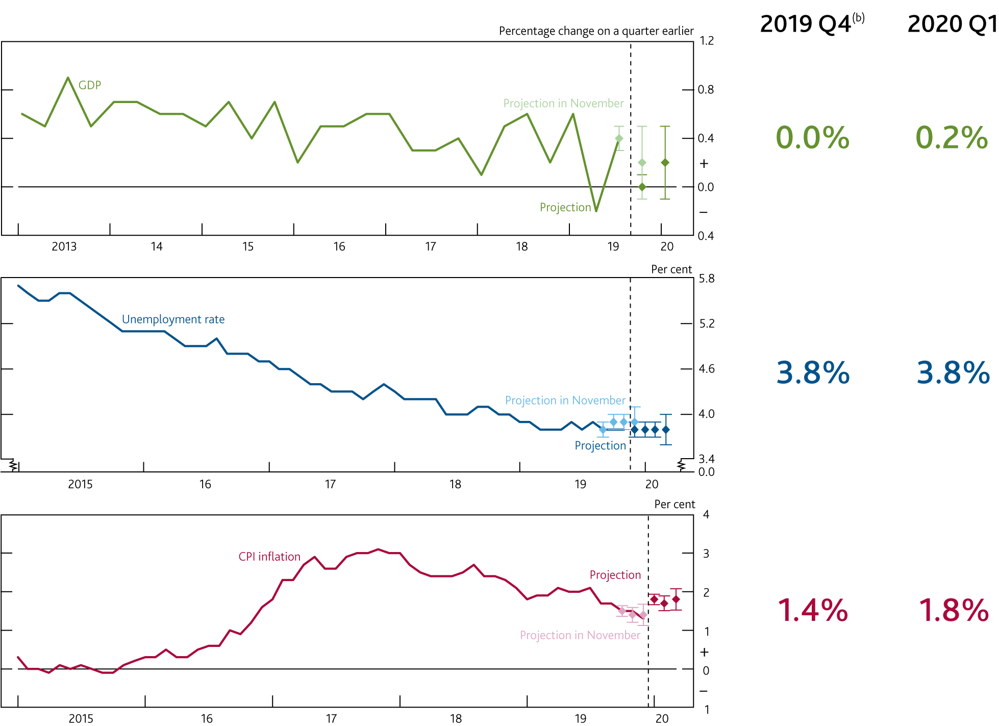 2019 Q4(b) 2020 Q1
Percentage change on a quarter earlier
1.2
GDP
0.8
Projection in November
0.0% 0.2%
0.4
+
0.0
Projection
–
0.4
2013 14 15 16 17 18 19 20
Per cent
5.8
Unemployment rate
5.2
4.6
3.8% 3.8%
Projection in November
4.0
Projection
3.4
0.0
2015 16 17 18 19 20
Per cent
4
CPI inflation
3
Projection
2
1.4% 1.8%
Projection in November
1
+
0
–
1
2015 16 17 18 19 20